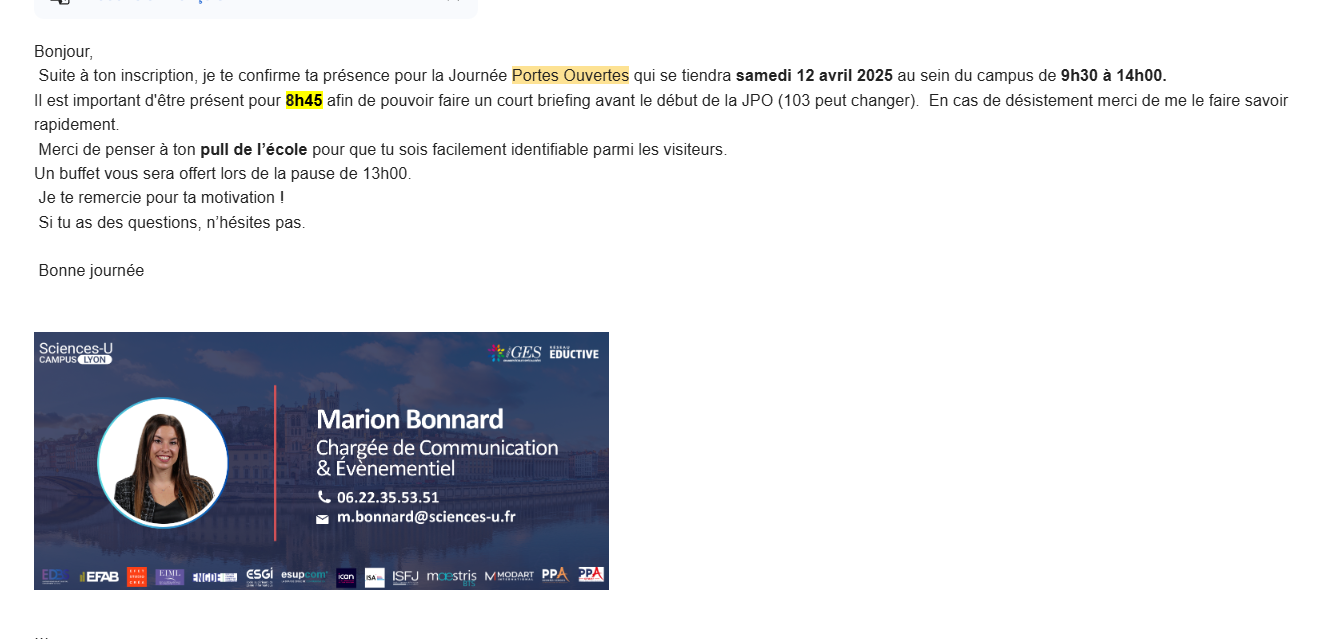 Bonjour,
Suite à ton inscription, je te confirme ta présence pour la Journée Portes Ouvertes qui se tiendra samedi 12 avril 2025 au sein du campus de 9h30 à 14h00.
Il est important d'être présent pour 8h45 afin de pouvoir faire un court briefing avant le début de la JPO (103 peut changer).  En cas de désistement merci de me le faire savoir
rapidement.
Merci de penser à ton pull de l'école pour que tu sois facilement identifiable parmi les visiteurs.
Un buffet vous sera offert lors de la pause de 13h00.
Je te remercie pour ta motivation !
Si tu as des questions, n'hésites pas.
Bonne journée
Sciences-U
CAMPUS LYON
GES RÉSEAU EDUCTIVE
Marion Bonnard
Chargée de Communication
& Évènementiel
06.22.35.53.51
m.bonnard@sciences-u.fr
EFAB EIML ENGDE ESGI esupcom' icon ISA ISFJ maestris BTS MODART INTERNATIONAL PPA PPA
...